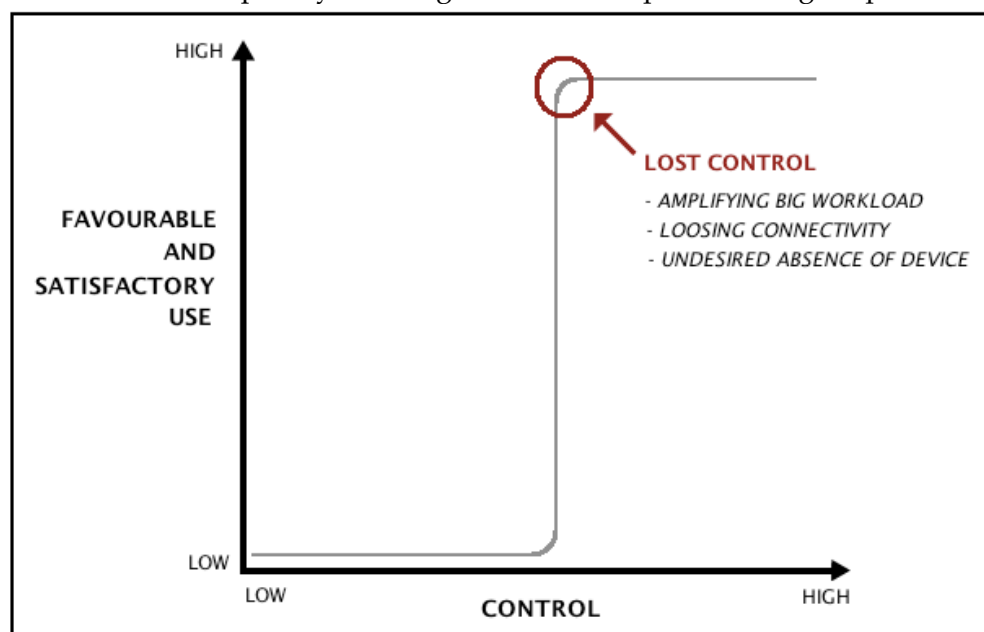 HIGH
FAVOURABLE
AND
SATISFACTORY
USE
LOST CONTROL
- AMPLIFYING BIG WORKLOAD
- LOOSING CONNECTIVITY
- UNDESIRED ABSENCE OF DEVICE
LOW
LOW
CONTROL
HIGH